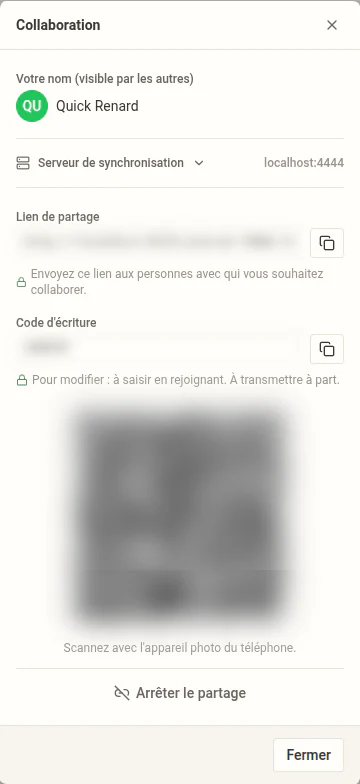 Collaboration
Votre nom (visible par les autres)
QU Quick Renard
Serveur de synchronisation localhost:4444
Lien de partage
Envoyez ce lien aux personnes avec qui vous souhaitez
collaborer.
Code d'écriture
Pour modifier : à saisir en rejoignant. À transmettre à part.
Scannez avec l'appareil photo du téléphone.
Arrêter le partage
Fermer